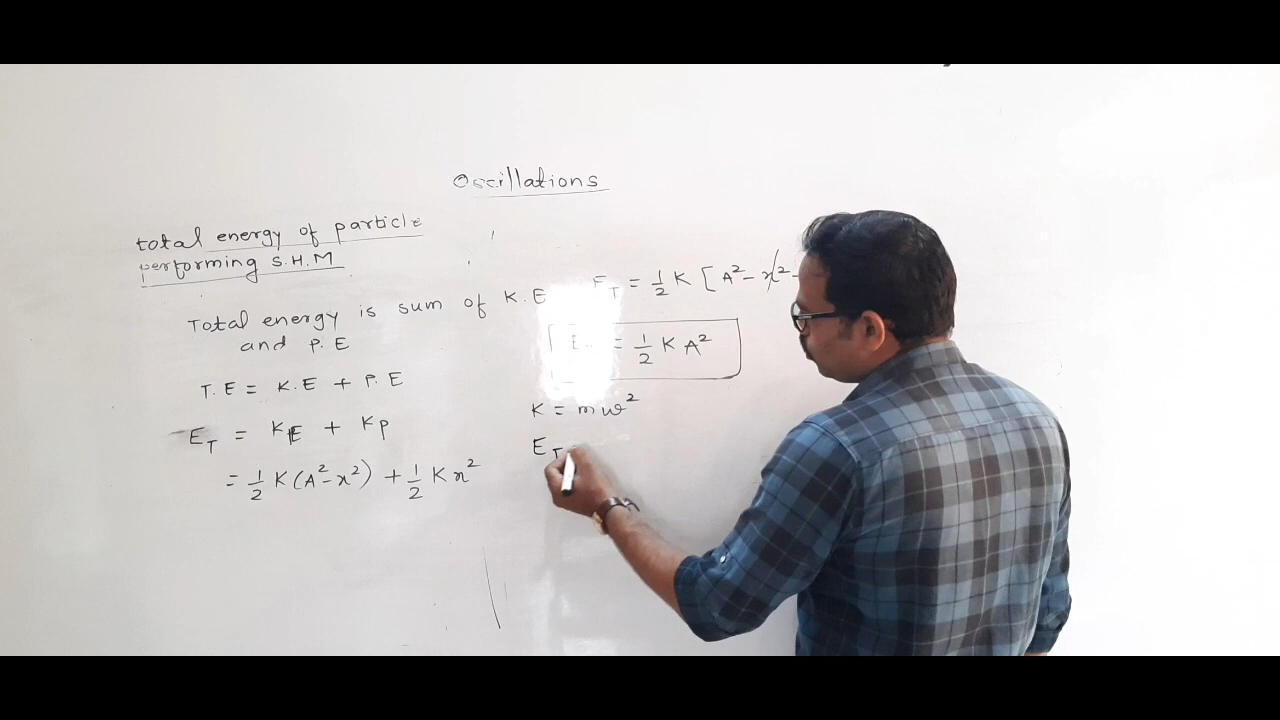 Oscillations
total energy of particle
performing S.H.M
Total energy is sum of K.E
and P.E
T.E = K.E + P.E
E_T = K_E + K_P
= 1/2 K (A² - x²) + 1/2 K x²
E_T = 1/2 K [A² - x² -
E = 1/2 K A²
K = mω²
E_T